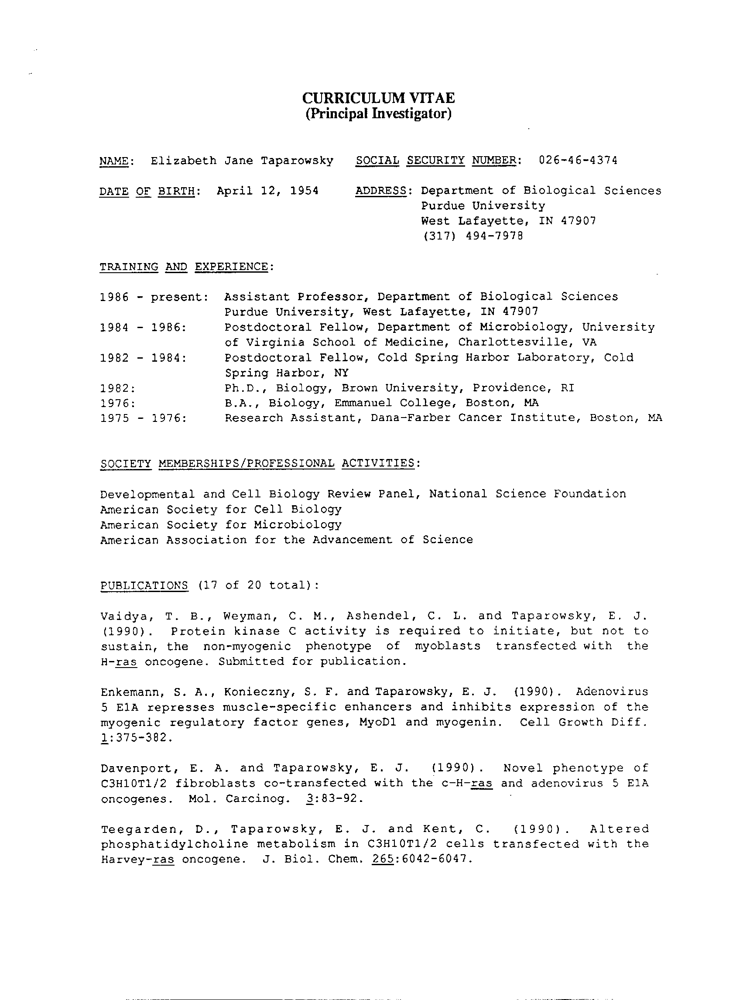 CURRICULUM VITAE
(Principal Investigator)
NAME: Elizabeth Jane Taparowsky SOCIAL SECURITY NUMBER: 026-46-4374
DATE OF BIRTH: April 12, 1954 ADDRESS: Department of Biological Sciences
Purdue University
West Lafayette, IN 47907
(317) 494-7978
TRAINING AND EXPERIENCE:
1986 - present: Assistant Professor, Department of Biological Sciences
Purdue University, West Lafayette, IN 47907
1984 - 1986: Postdoctoral Fellow, Department of Microbiology, University
of Virginia School of Medicine, Charlottesville, VA
1982 - 1984: Postdoctoral Fellow, Cold Spring Harbor Laboratory, Cold
Spring Harbor, NY
1982: Ph.D., Biology, Brown University, Providence, RI
1976: B.A., Biology, Emmanuel College, Boston, MA
1975 - 1976: Research Assistant, Dana-Farber Cancer Institute, Boston, MA
SOCIETY MEMBERSHIPS/PROFESSIONAL ACTIVITIES:
Developmental and Cell Biology Review Panel, National Science Foundation
American Society for Cell Biology
American Society for Microbiology
American Association for the Advancement of Science
PUBLICATIONS (17 of 20 total):
Vaidya, T. B., Weyman, C. M., Ashendel, C. L. and Taparowsky, E. J.
(1990). Protein kinase C activity is required to initiate, but not to
sustain, the non-myogenic phenotype of myoblasts transfected with the
H-ras oncogene. Submitted for publication.
Enkemann, S. A., Konieczny, S. F. and Taparowsky, E. J. (1990). Adenovirus
5 E1A represses muscle-specific enhancers and inhibits expression of the
myogenic regulatory factor genes, MyoD1 and myogenin. Cell Growth Diff.
1:375-382.
Davenport, E. A. and Taparowsky, E. J. (1990). Novel phenotype of
C3H10T1/2 fibroblasts co-transfected with the c-H-ras and adenovirus 5 E1A
oncogenes. Mol. Carcinog. 3:83-92.
Teegarden, D., Taparowsky, E. J. and Kent, C. (1990). Altered
phosphatidylcholine metabolism in C3H10T1/2 cells transfected with the
Harvey-ras oncogene. J. Biol. Chem. 265:6042-6047.